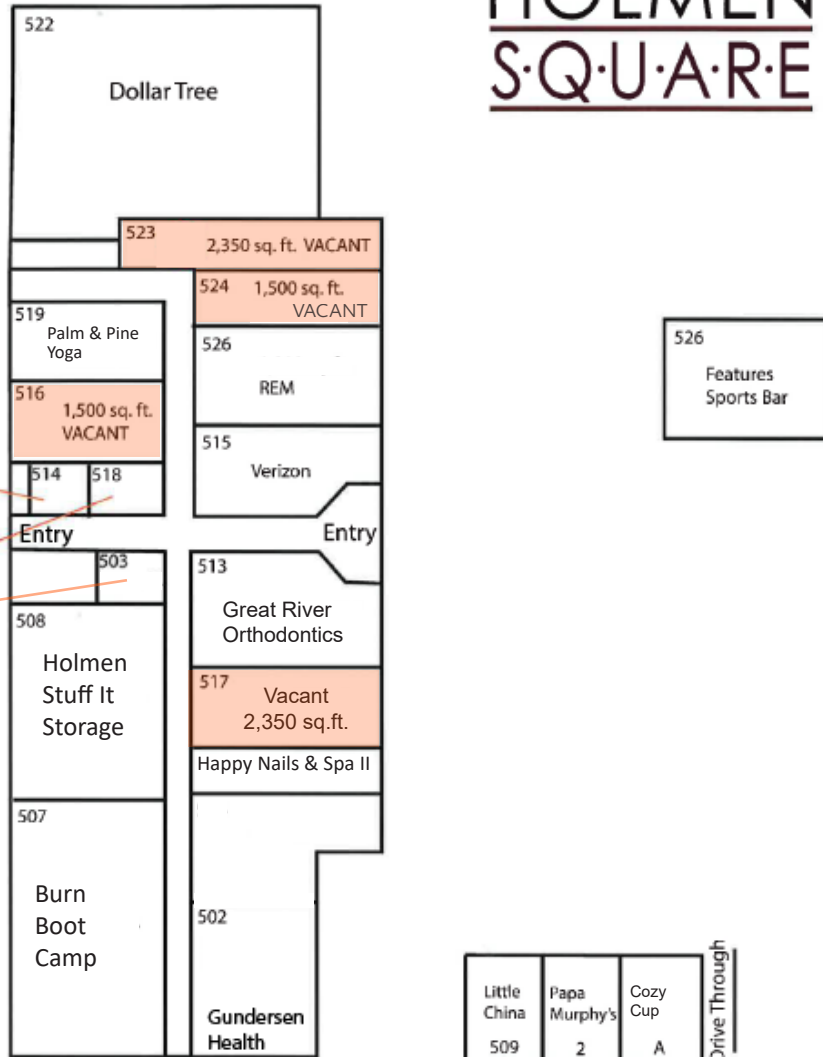 HOLMEN
S·Q·U·A·R·E
522
Dollar Tree
523
2,350 sq. ft. VACANT
524 1,500 sq. ft.
VACANT
519
Palm & Pine
Yoga
526
REM
516
1,500 sq. ft.
VACANT
515
Verizon
514
518
Entry
Entry
503
513
Great River
Orthodontics
508
Holmen
Stuff It
Storage
517
Vacant
2,350 sq.ft.
Happy Nails & Spa II
507
Burn
Boot
Camp
502
Gundersen
Health
526
Features
Sports Bar
Little
China
509
Papa
Murphy's
2
Cozy
Cup
A
Drive Through